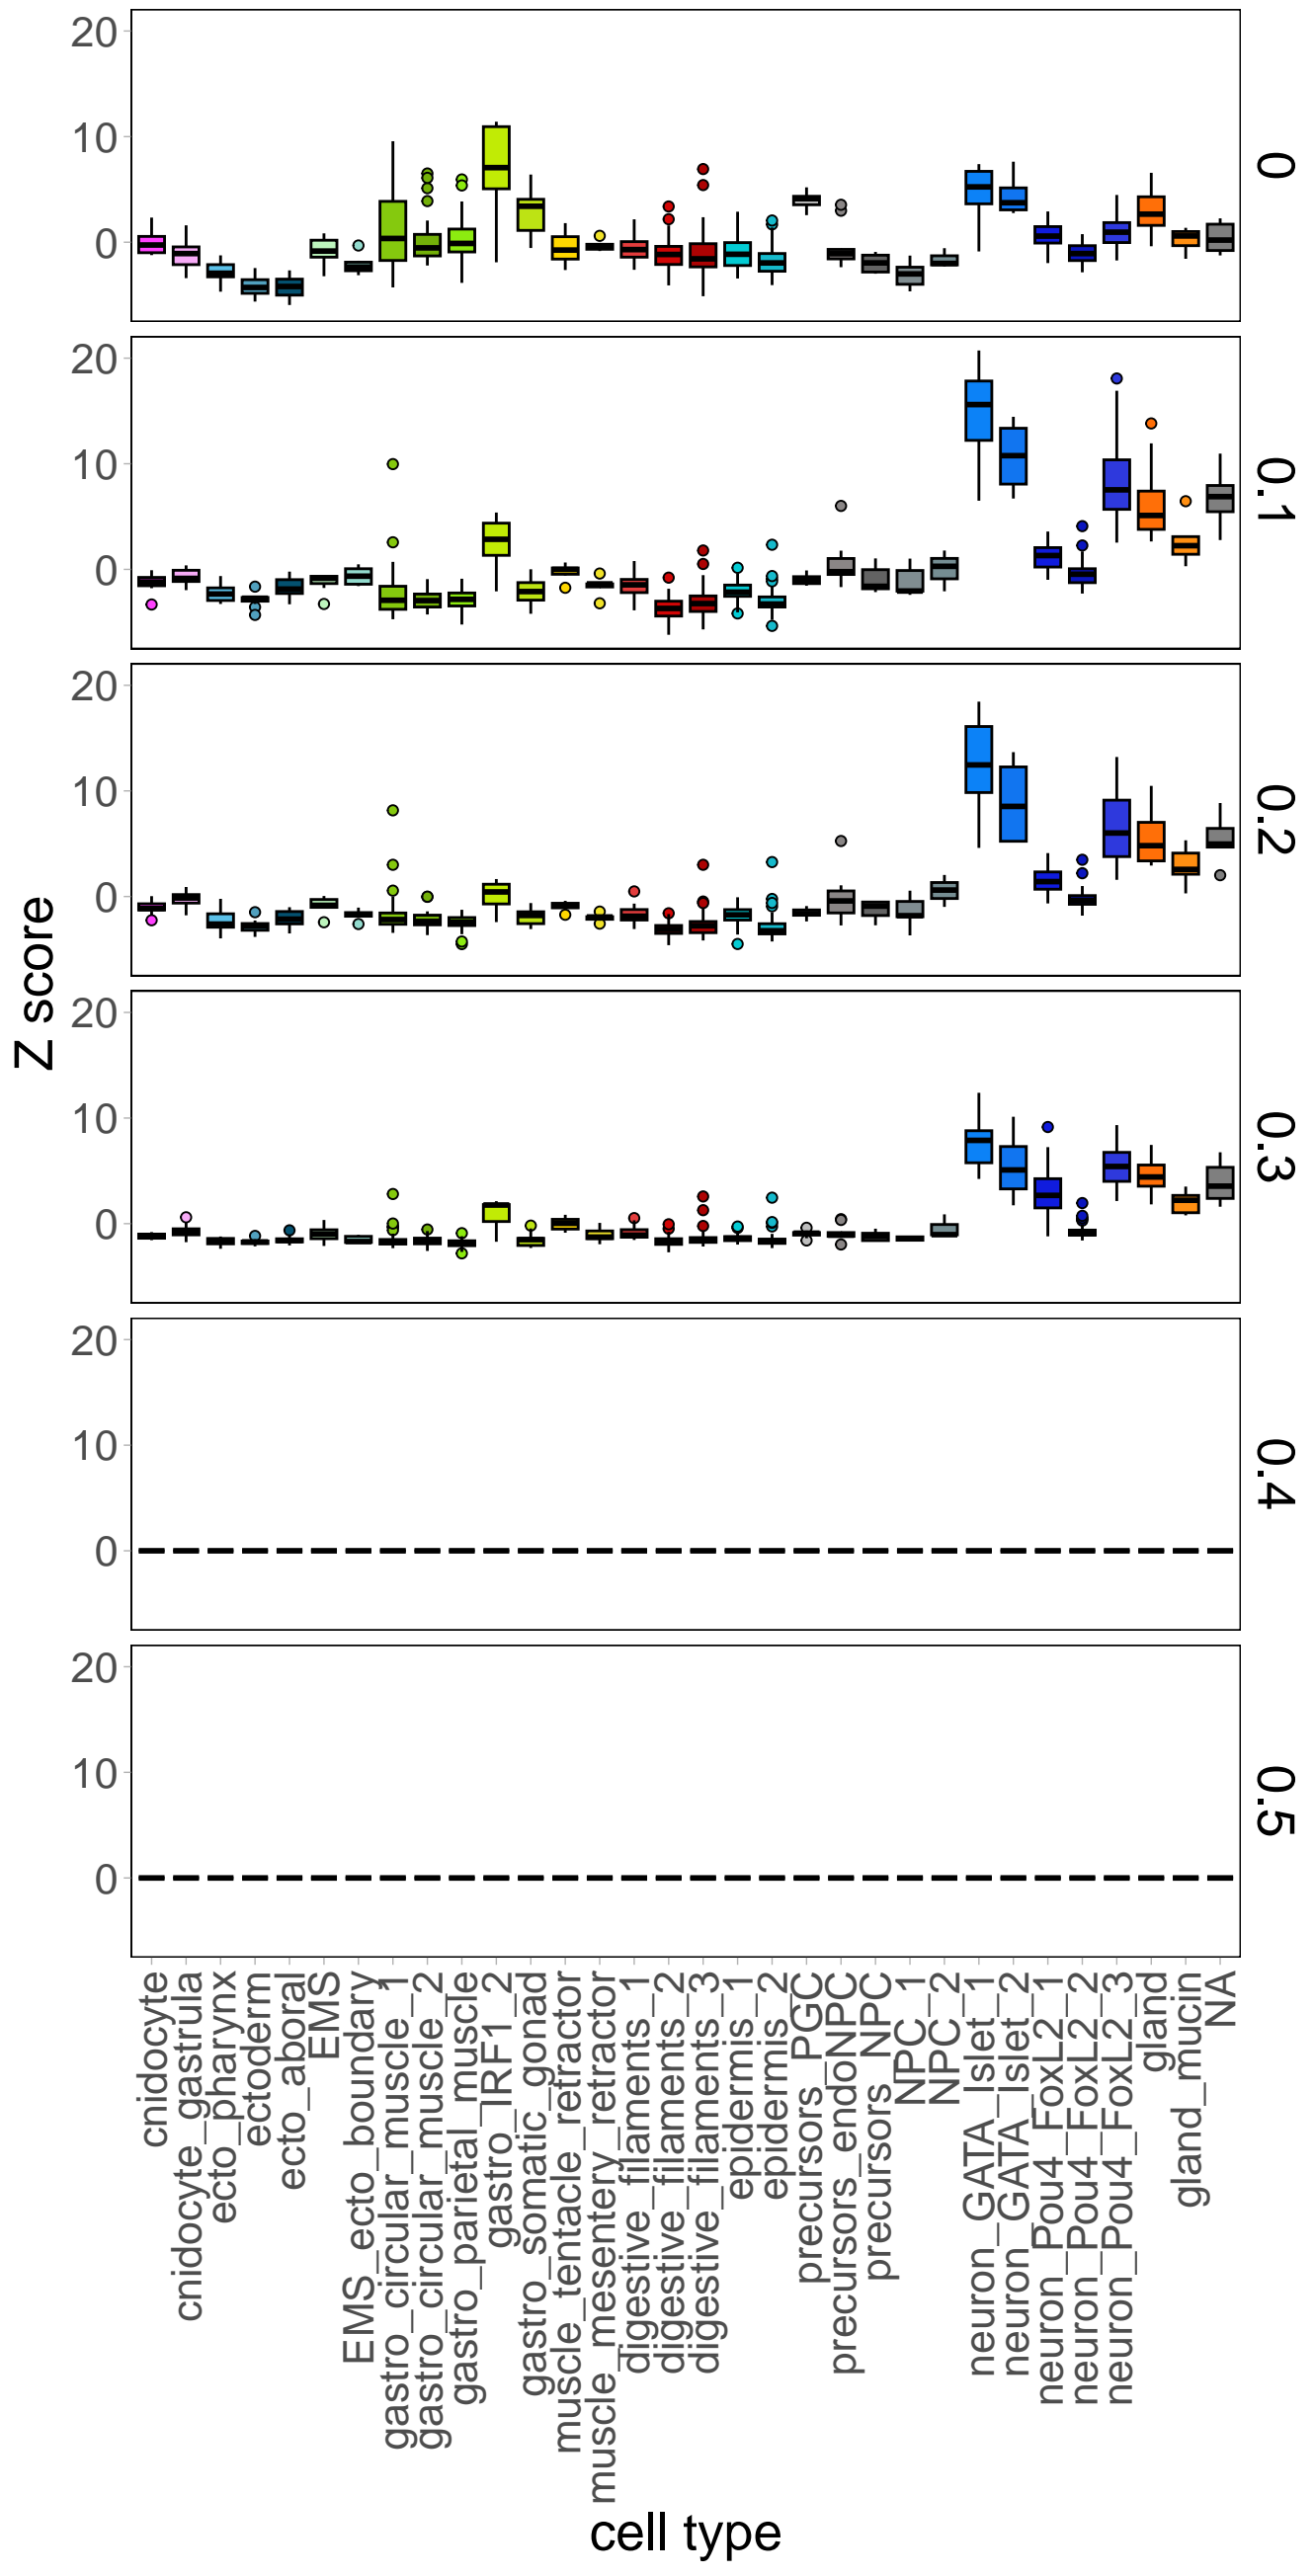 Z score
20
10
0
0
20
10
0
0.1
20
10
0
0.2
20
10
0
0.3
20
10
0
0.4
20
10
0
0.5
cnidocyte
cnidocyte_gastrula
ecto_pharynx
ectoderm
ecto_aboral
EMS
EMS_ecto_boundary
gastro_circular_muscle_1
gastro_circular_muscle_2
gastro_parietal_muscle
gastro_IRF1_2
gastro_somatic_gonad
muscle_tentacle_retractor
muscle_mesentery_retractor
digestive_filaments_1
digestive_filaments_2
digestive_filaments_3
epidermis_1
epidermis_2
precursors_PGC
precursors_endoNPC
precursors_NPC
NPC_1
NPC_2
neuron_GATA_Islet_1
neuron_GATA_Islet_2
neuron_Pou4_FoxL2_1
neuron_Pou4_FoxL2_2
neuron_Pou4_FoxL2_3
gland
gland_mucin
NA
cell type